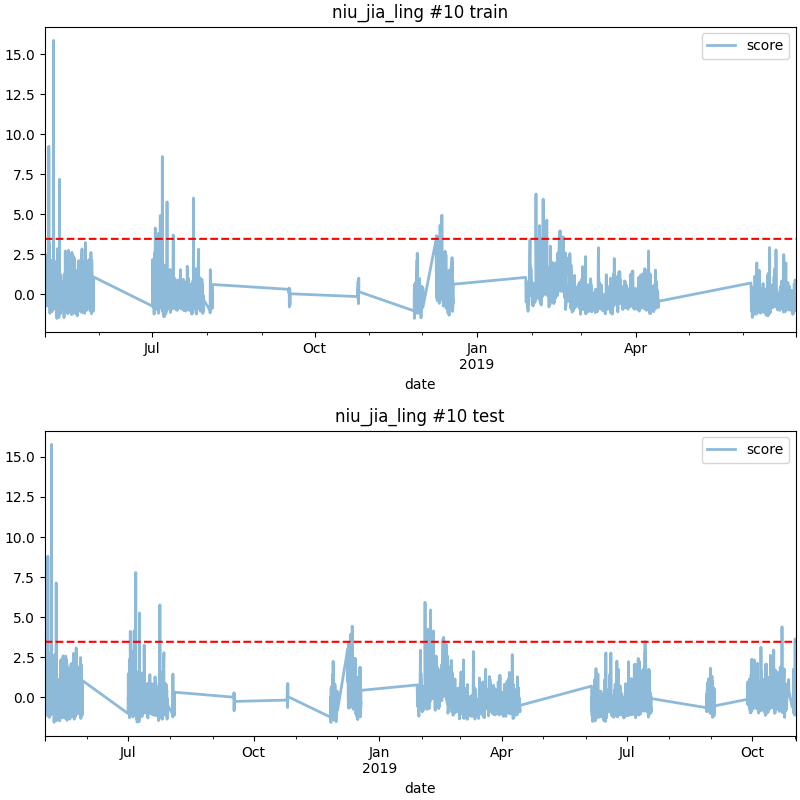 niu_jia_ling #10 train
score
15.0
12.5
10.0
7.5
5.0
2.5
0.0
Jul Oct Jan Apr
2019
date
niu_jia_ling #10 test
score
15.0
12.5
10.0
7.5
5.0
2.5
0.0
Jul Oct Jan Apr Jul Oct
2019
date